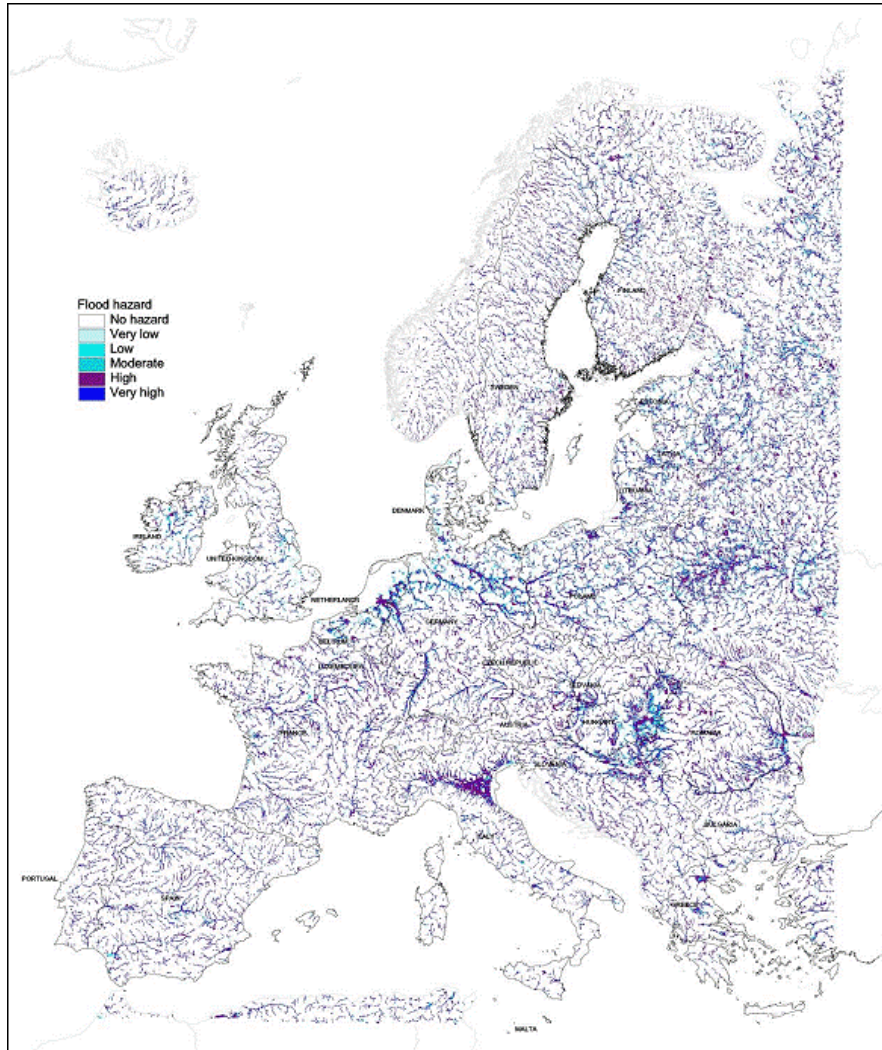 Flood hazard
No hazard
Very low
Low
Moderate
High
Very high
FINLAND
SWEDEN
ESTONIA
LATVIA
LITHUANIA
DENMARK
IRELAND
UNITED KINGDOM
NETHERLANDS
POLAND
GERMANY
BELGIUM
LUXEMBOURG
CZECH REPUBLIC
SLOVAKIA
HUNGARY
AUSTRIA
FRANCE
ROMANIA
SLOVENIA
ITALY
BULGARIA
PORTUGAL
SPAIN
GREECE
MALTA